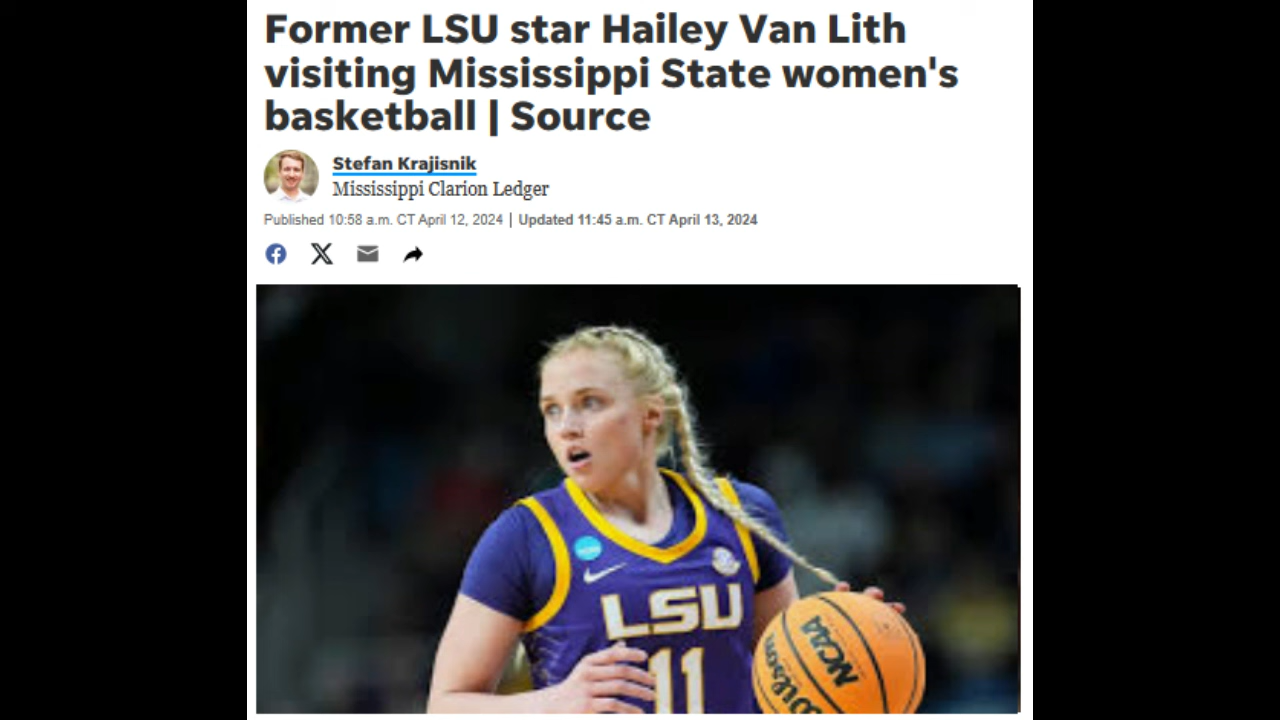 Former LSU star Hailey Van Lith
visiting Mississippi State women's
basketball | Source
Stefan Krajisnik
Mississippi Clarion Ledger
Published 10:58 a.m. CT April 12, 2024 | Updated 11:45 a.m. CT April 13, 2024
LSU
11
NCAA
Wilson